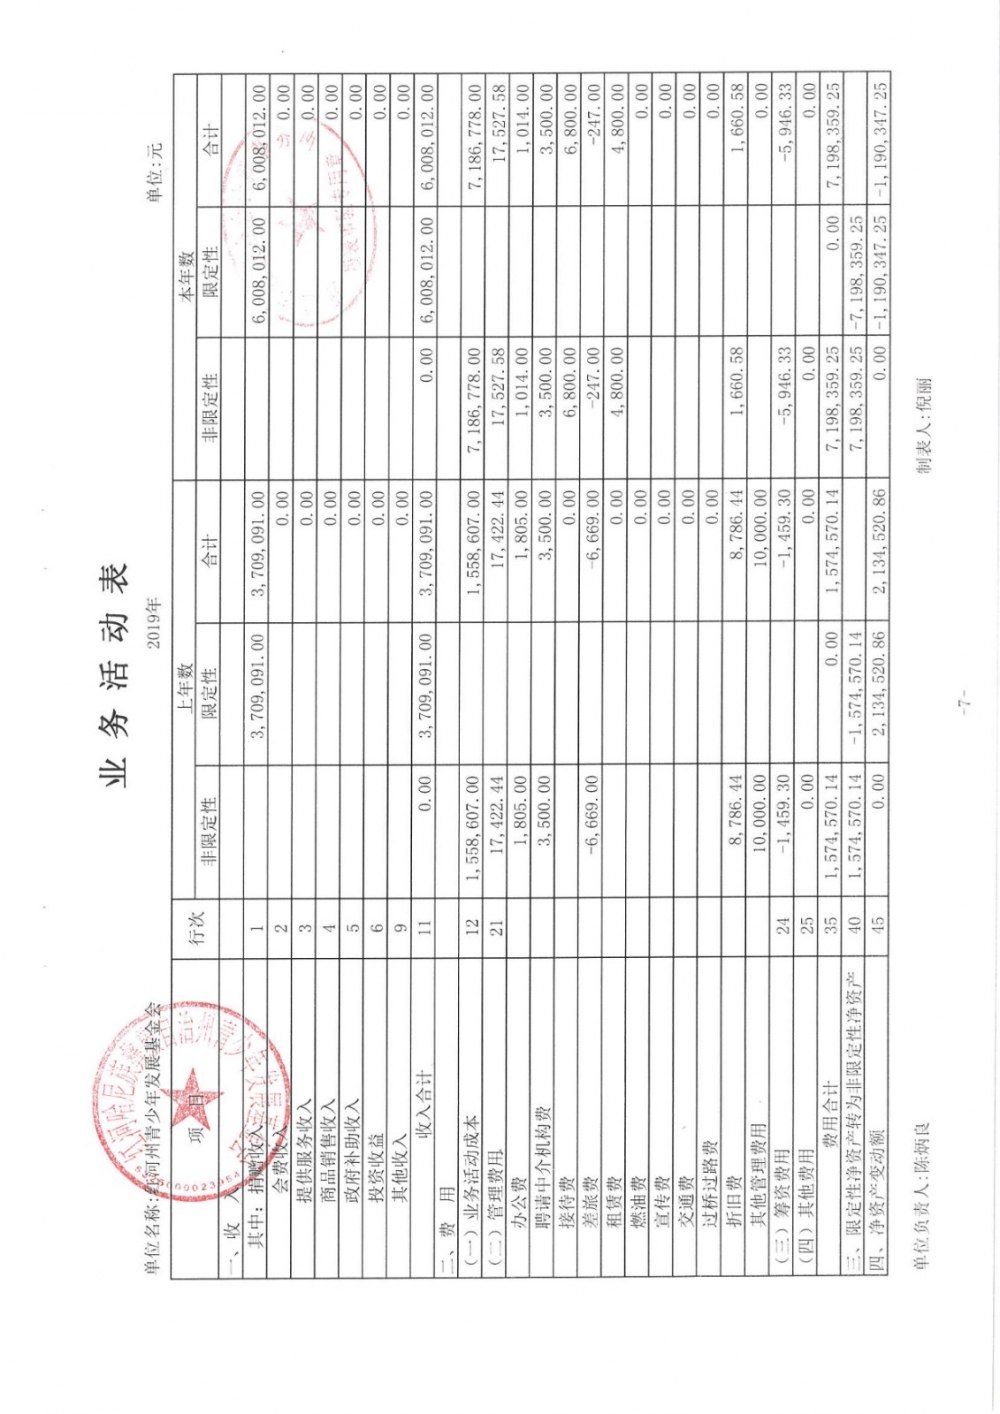 业务活动表
2019年
单位名称:红河州青少年发展基金会 单位:元
项 目 行次 上年数 本年数
非限定性 限定性 合计 非限定性 限定性 合计
一、收 入
其中: 捐赠收入 1 3,709,091.00 3,709,091.00 6,008,012.00 6,008,012.00
会费收入 2 0.00 0.00
提供服务收入 3 0.00 0.00
商品销售收入 4 0.00 0.00
政府补助收入 5 0.00 0.00
投资收益 6 0.00 0.00
其他收入 9 0.00 0.00
收入合计 11 0.00 3,709,091.00 3,709,091.00 0.00 6,008,012.00 6,008,012.00
二、费 用
（一）业务活动成本 12 1,558,607.00 1,558,607.00 7,186,778.00 7,186,778.00
（二）管理费用 21 17,422.44 17,422.44 17,527.58 17,527.58
办公费 1,805.00 1,805.00 1,014.00 1,014.00
聘请中介机构费 3,500.00 3,500.00 3,500.00 3,500.00
接待费 0.00 6,800.00 6,800.00
差旅费 -6,669.00 -6,669.00 -247.00 -247.00
租赁费 0.00 4,800.00 4,800.00
燃油费 0.00 0.00
宣传费 0.00 0.00
交通费 0.00 0.00
过桥过路费 0.00 0.00
折旧费 8,786.44 8,786.44 1,660.58 1,660.58
其他管理费用 10,000.00 10,000.00 0.00
（三）筹资费用 24 -1,459.30 -1,459.30 -5,946.33 -5,946.33
（四）其他费用 25 0.00 0.00 0.00 0.00
费用合计 35 1,574,570.14 0.00 1,574,570.14 7,198,359.25 0.00 7,198,359.25
三、限定性净资产转为非限定性净资产 40 1,574,570.14 -1,574,570.14 7,198,359.25 -7,198,359.25
四、净资产变动额 45 0.00 2,134,520.86 2,134,520.86 0.00 -1,190,347.25 -1,190,347.25
单位负责人:陈炳良 制表人:倪丽
-7-